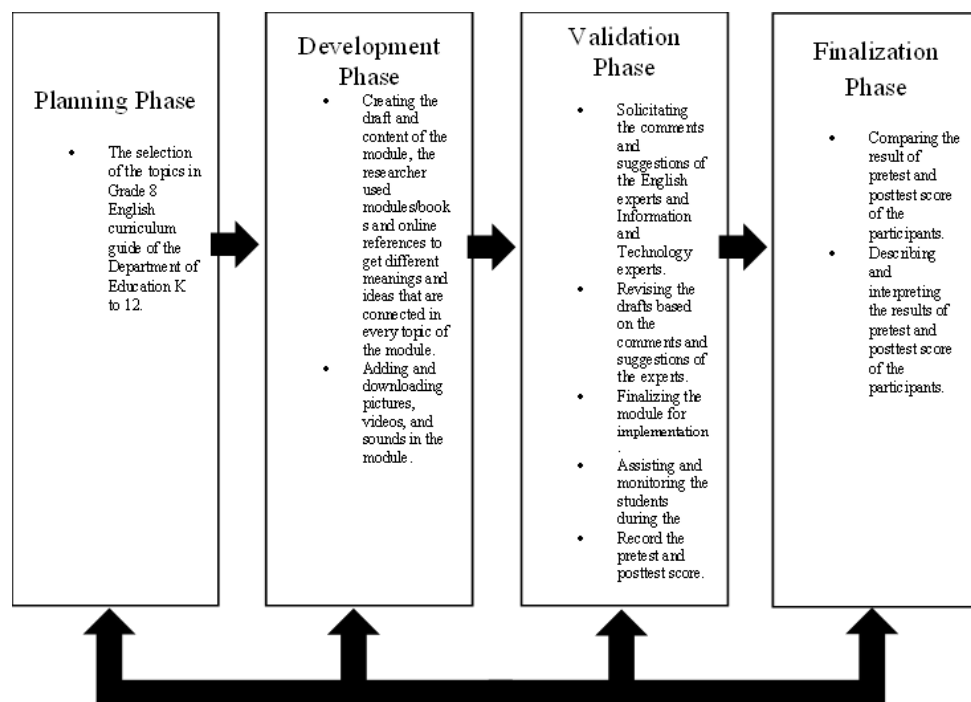 Planning Phase
• The selection
of the topics in
Grade 8
English
curriculum
guide of the
Department of
Education K
to 12.
Development
Phase
• Creating the
draft and
content of the
module, the
researcher
used
modules/book
s and online
references to
get different
meanings and
ideas that are
connected in
every topic of
the module.
• Adding and
downloading
pictures,
videos, and
sounds in the
module.
Validation
Phase
• Solicitating
the comments
and
suggestions of
the English
experts and
Information
and
Technology
experts.
• Revising the
drafts based on
the
comments and
suggestions of
the experts.
• Finalizing the
module for
implementation
.
• Assisting and
monitoring the
students
during the
• Record the
pretest and
posttest score.
Finalization
Phase
• Comparing the
result of
pretest and
posttest score
of the
participants.
• Describing
and
interpreting
the results of
pretest and
posttest score
of the
participants.